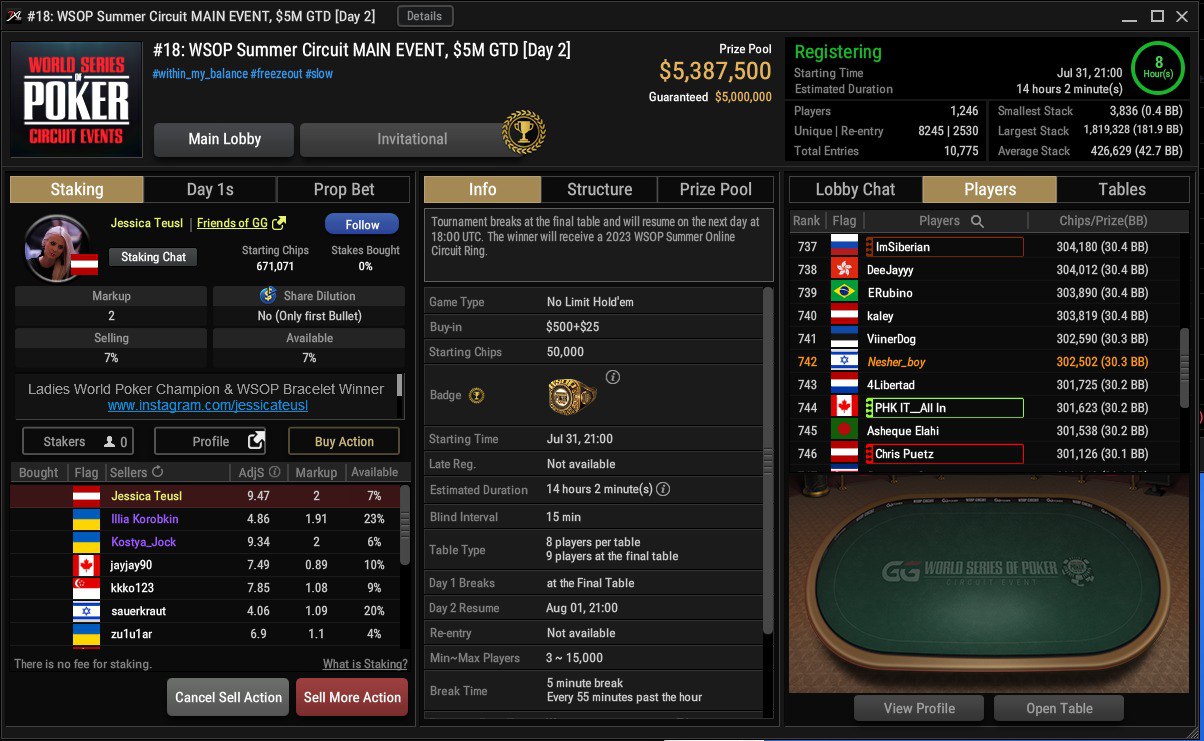 #18: WSOP Summer Circuit MAIN EVENT, $5M GTD [Day 2]
Details
WORLD SERIES
OF
POKER
CIRCUIT EVENTS
#18: WSOP Summer Circuit MAIN EVENT, $5M GTD [Day 2]
#within_my_balance #freezeout #slow
Prize Pool
$5,387,500
Guaranteed $5,000,000
Main Lobby
Invitational
Registering
Starting Time Jul 31, 21:00
Estimated Duration 14 hours 2 minute(s)
8
Hour(s)
Players 1,246
Unique | Re-entry 8245 | 2530
Total Entries 10,775
Smallest Stack 3,836 (0.4 BB)
Largest Stack 1,819,328 (181.9 BB)
Average Stack 426,629 (42.7 BB)
Staking Day 1s Prop Bet
Jessica Teusl | Friends of GG
Follow
Staking Chat
Starting Chips
671,071
Stakes Bought
0%
Markup
2
Share Dilution
No (Only first Bullet)
Selling
7%
Available
7%
Ladies World Poker Champion & WSOP Bracelet Winner
www.instagram.com/jessicateusl
Stakers 0
Profile
Buy Action
Bought Flag Sellers AdjS Markup Available
Jessica Teusl 9.47 2 7%
Illia Korobkin 4.86 1.91 23%
Kostya_Jock 9.34 2 6%
jayjay90 7.49 0.89 10%
kkko123 7.85 1.08 9%
sauerkraut 4.06 1.09 20%
zu1u1ar 6.9 1.1 4%
There is no fee for staking.
What is Staking?
Cancel Sell Action
Sell More Action
Info Structure Prize Pool
Tournament breaks at the final table and will resume on the next day at
18:00 UTC. The winner will receive a 2023 WSOP Summer Online
Circuit Ring.
Game Type No Limit Hold'em
Buy-in $500+$25
Starting Chips 50,000
Badge
Starting Time Jul 31, 21:00
Late Reg. Not available
Estimated Duration 14 hours 2 minute(s)
Blind Interval 15 min
Table Type 8 players per table
9 players at the final table
Day 1 Breaks at the Final Table
Day 2 Resume Aug 01, 21:00
Re-entry Not available
Min~Max Players 3 ~ 15,000
Break Time 5 minute break
Every 55 minutes past the hour
Lobby Chat Players Tables
Rank Flag Players Chips/Prize(BB)
737 ImSiberian 304,180 (30.4 BB)
738 DeeJayyy 304,012 (30.4 BB)
739 ERubino 303,890 (30.4 BB)
740 kaley 303,819 (30.4 BB)
741 ViinerDog 302,590 (30.3 BB)
742 Nesher_boy 302,502 (30.3 BB)
743 4Libertad 301,725 (30.2 BB)
744 PHK IT__All In 301,623 (30.2 BB)
745 Asheque Elahi 301,538 (30.2 BB)
746 Chris Puetz 301,126 (30.1 BB)
GG WORLD SERIES OF POKER
CIRCUIT EVENT
View Profile
Open Table